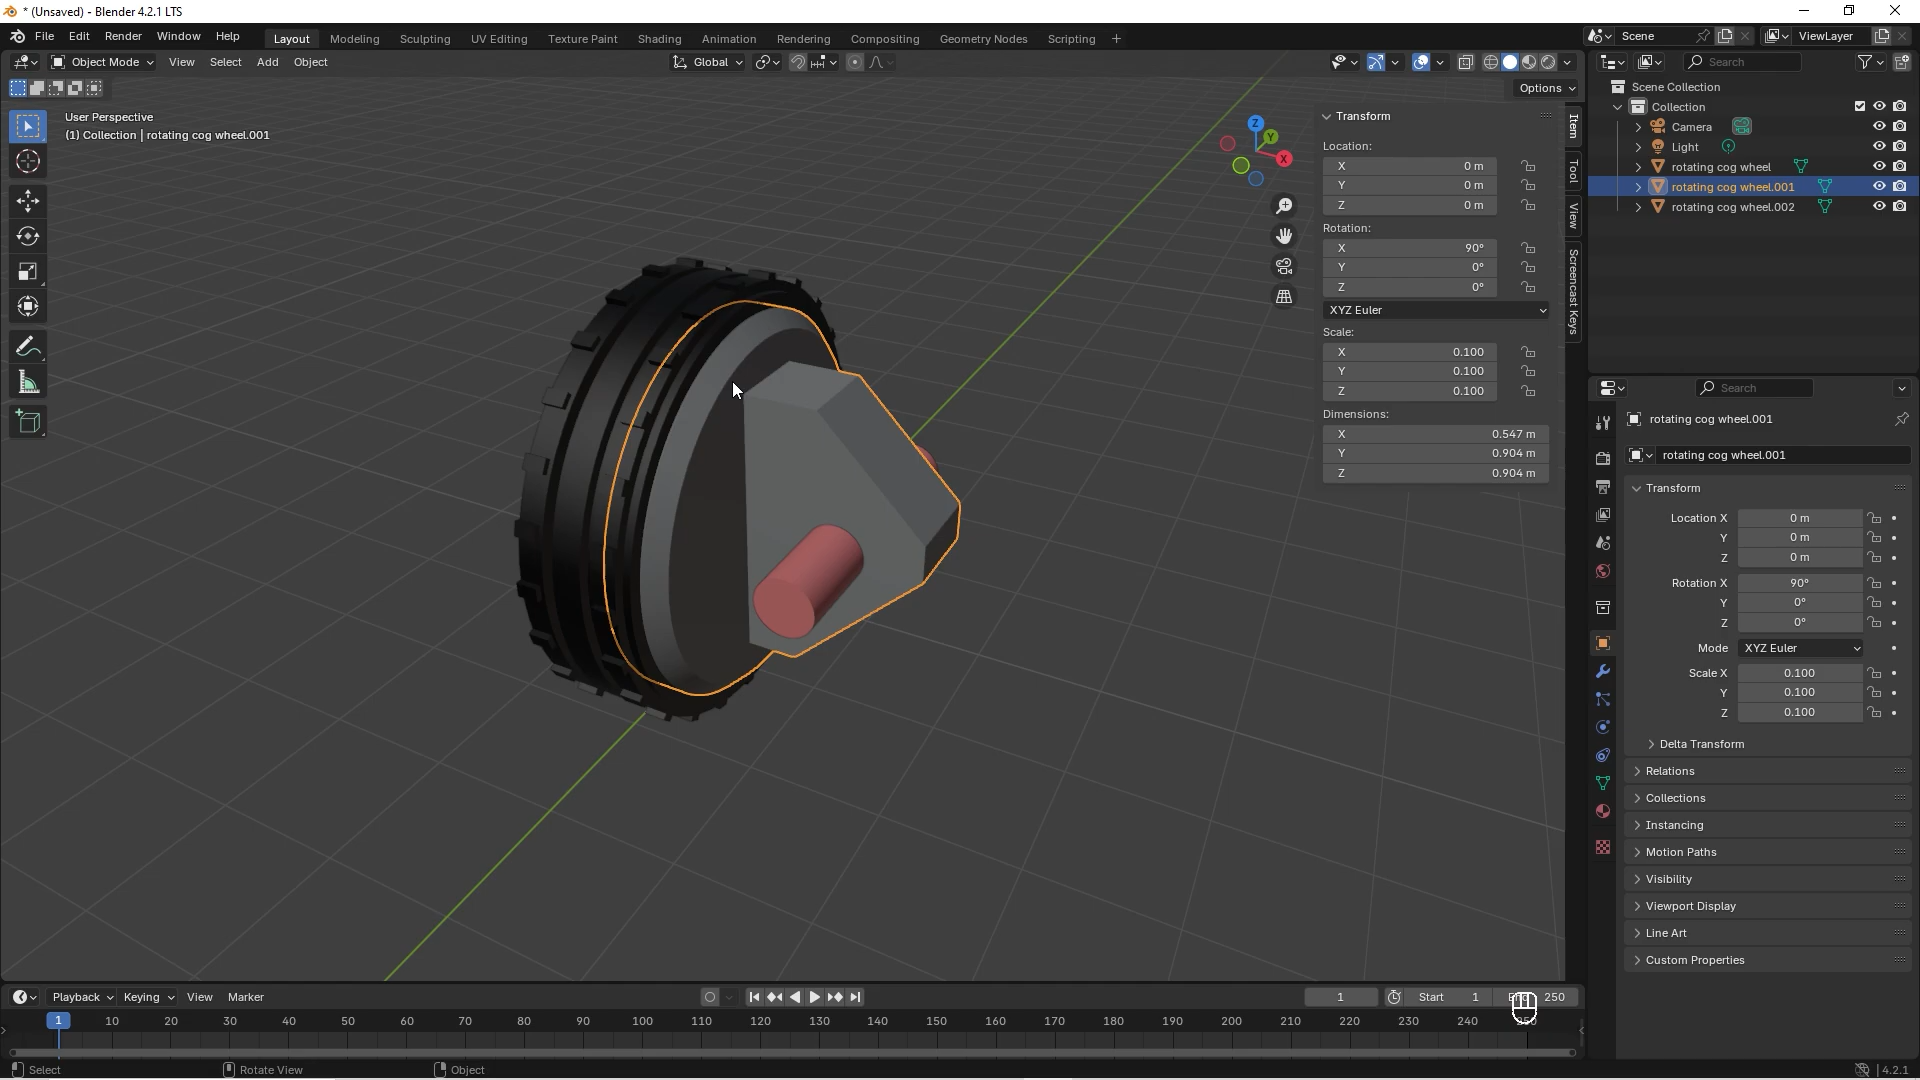 * (Unsaved) - Blender 4.2.1 LTS
File Edit Render Window Help
Layout Modeling Sculpting UV Editing Texture Paint Shading Animation Rendering Compositing Geometry Nodes Scripting +
Scene
ViewLayer
Object Mode View Select Add Object
Global
Options
User Perspective
(1) Collection | rotating cog wheel.001
Z
Y
X
Transform
Location:
X 0 m
Y 0 m
Z 0 m
Rotation:
X 90°
Y 0°
Z 0°
XYZ Euler
Scale:
X 0.100
Y 0.100
Z 0.100
Dimensions:
X 0.547 m
Y 0.904 m
Z 0.904 m
Item
Tool
View
Screencast Keys
Search
Scene Collection
Collection
Camera
Light
rotating cog wheel
rotating cog wheel.001
rotating cog wheel.002
Search
rotating cog wheel.001
rotating cog wheel.001
Transform
Location X 0 m
Y 0 m
Z 0 m
Rotation X 90°
Y 0°
Z 0°
Mode XYZ Euler
Scale X 0.100
Y 0.100
Z 0.100
Delta Transform
Relations
Collections
Instancing
Motion Paths
Visibility
Viewport Display
Line Art
Custom Properties
Playback Keying View Marker
1
Start 1
250
1 10 20 30 40 50 60 70 80 90 100 110 120 130 140 150 160 170 180 190 200 210 220 230 240 250
Select
Rotate View
Object
4.2.1